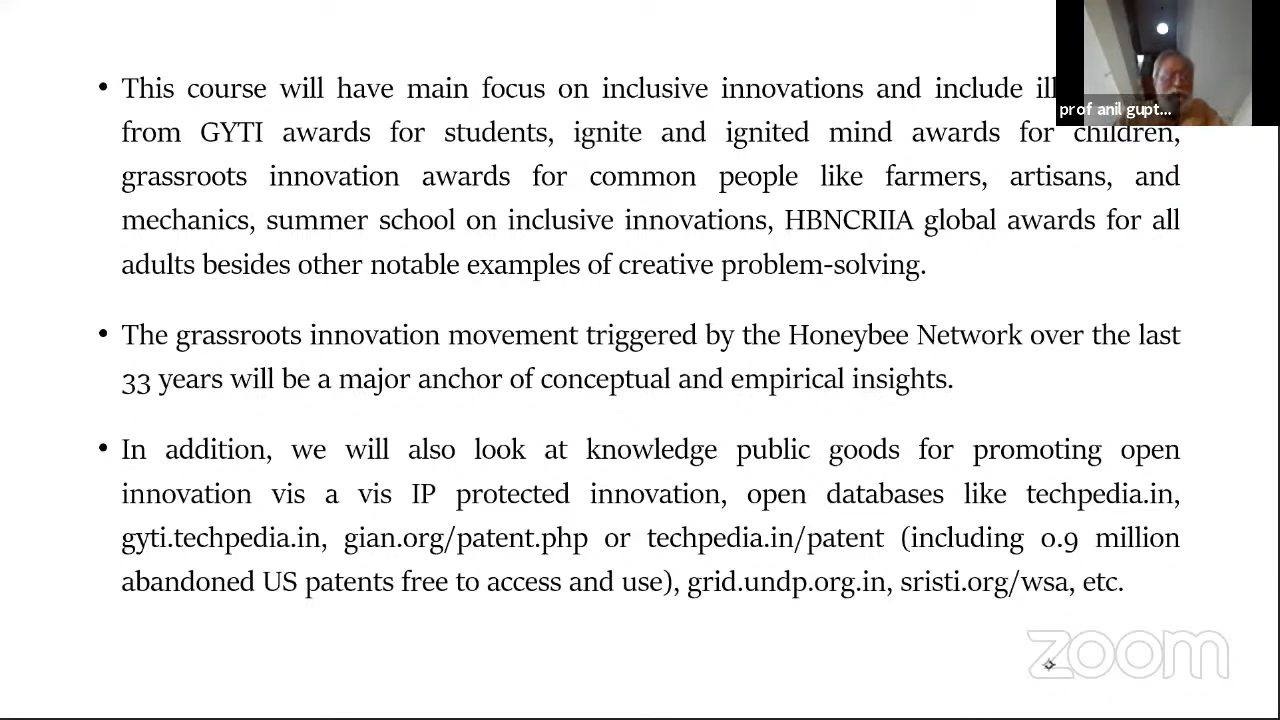 • This course will have main focus on inclusive innovations and include
from GYTI awards for students, ignite and ignited mind awards for children,
grassroots innovation awards for common people like farmers, artisans, and
mechanics, summer school on inclusive innovations, HBNCRIIA global awards for all
adults besides other notable examples of creative problem-solving.
• The grassroots innovation movement triggered by the Honeybee Network over the last
33 years will be a major anchor of conceptual and empirical insights.
• In addition, we will also look at knowledge public goods for promoting open
innovation vis a vis IP protected innovation, open databases like techpedia.in,
gyti.techpedia.in, gian.org/patent.php or techpedia.in/patent (including 0.9 million
abandoned US patents free to access and use), grid.undp.org.in, sristi.org/wsa, etc.
prof anil gupt...
zoom